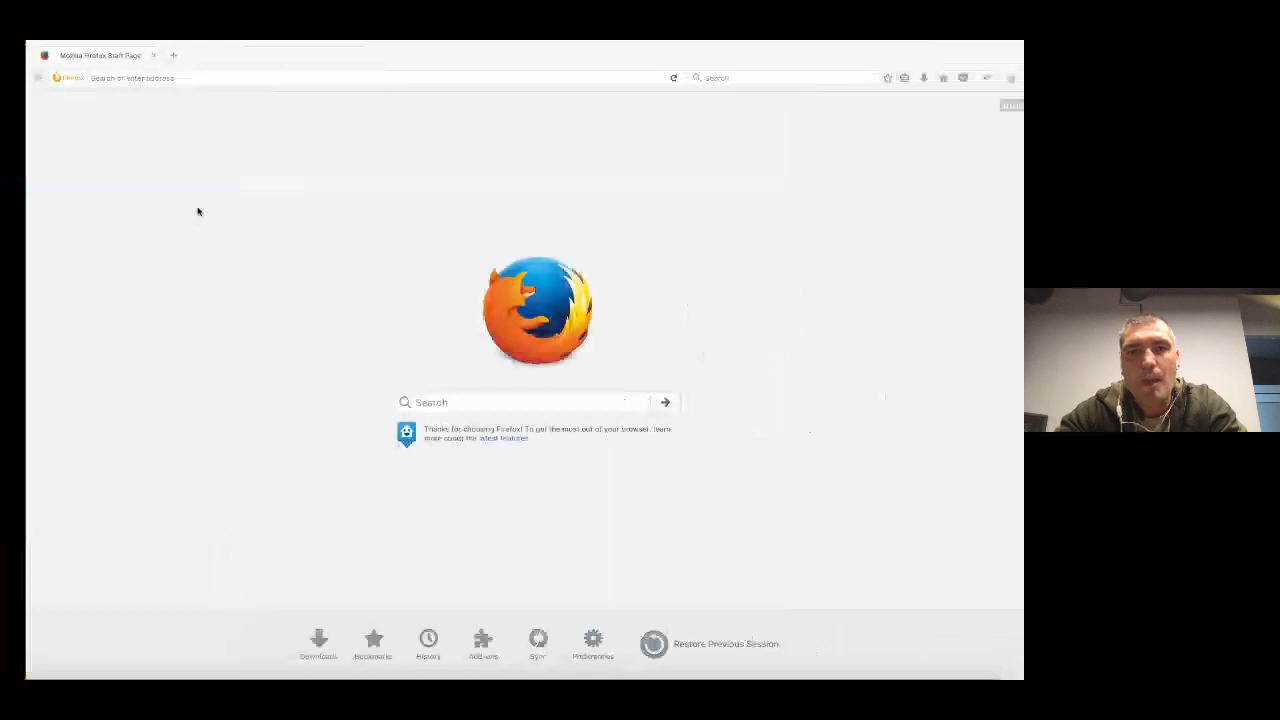 Mozilla Firefox Start Page
Firefox Search or enter address
Search
Search
Thanks for choosing Firefox! To get the most out of your browser, learn
more about the latest features.
Downloads
Bookmarks
History
Add-ons
Sync
Preferences
Restore Previous Session